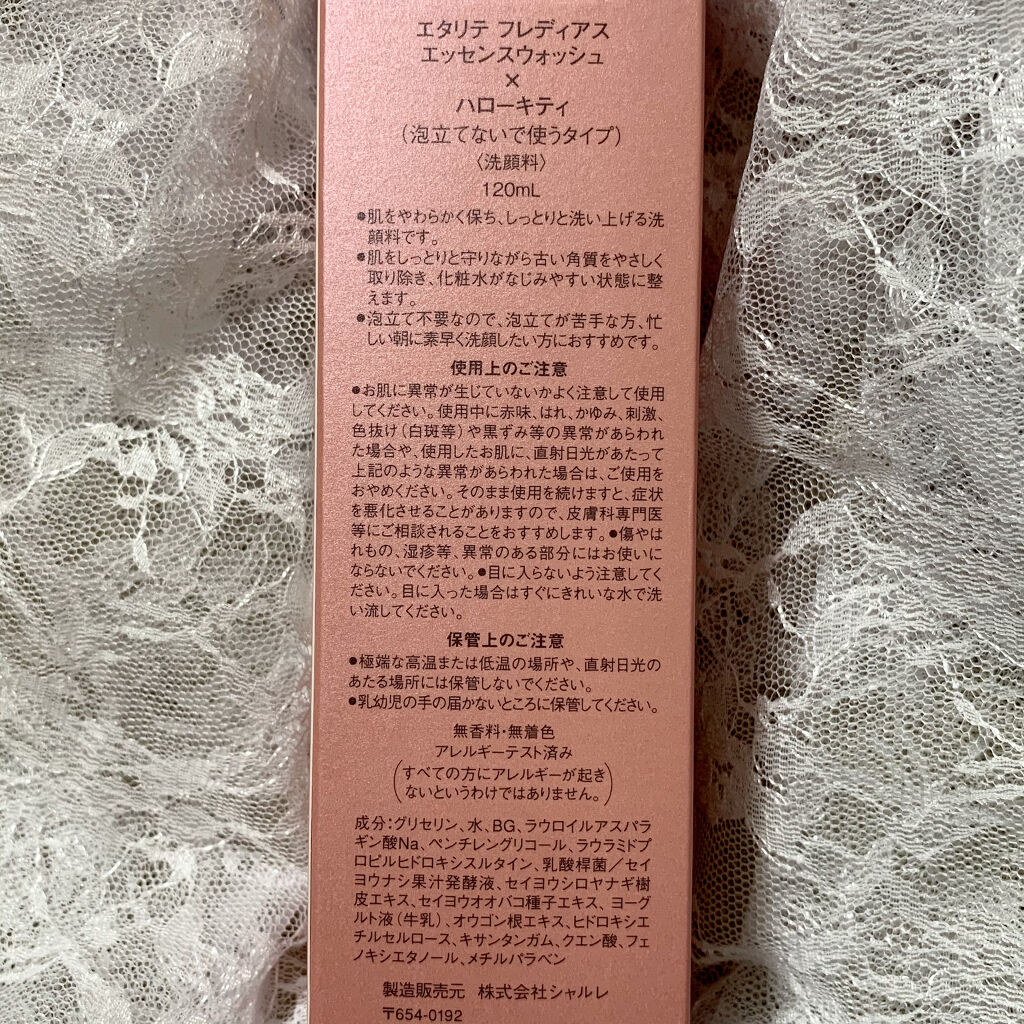 エタリテ フレディアス
エッセンスウォッシュ
×
ハローキティ
(泡立てないで使うタイプ)
〈洗顔料〉
120mL
●肌をやわらかく保ち、しっとりと洗い上げる洗
顔料です。
●肌をしっとりと守りながら古い角質をやさしく
取り除き、化粧水がなじみやすい状態に整
えます。
●泡立て不要なので、泡立てが苦手な方、忙
しい朝に素早く洗顔したい方におすすめです。
使用上のご注意
●お肌に異常が生じていないかよく注意して使用
してください。使用中に赤味、はれ、かゆみ、刺激、
色抜け(白斑等)や黒ずみ等の異常があらわれ
た場合や、使用したお肌に、直射日光があたって
上記のような異常があらわれた場合は、ご使用を
おやめください。そのまま使用を続けますと、症状
を悪化させることがありますので、皮膚科専門医
等にご相談されることをおすすめします。●傷やは
れもの、湿疹等、異常のある部分にはお使いに
ならないでください。●目に入らないよう注意してく
ださい。目に入った場合はすぐにきれいな水で洗
い流してください。
保管上のご注意
●極端な高温または低温の場所や、直射日光の
あたる場所には保管しないでください。
●乳幼児の手の届かないところに保管してください。
無香料・無着色
アレルギーテスト済み
(すべての方にアレルギーが起き
ないというわけではありません。)
成分:グリセリン、水、BG、ラウロイルアスパラ
ギン酸Na、ペンチレングリコール、ラウラミドプ
ロピルヒドロキシスルタイン、乳酸桿菌/セイ
ヨウナシ果汁発酵液、セイヨウシロヤナギ樹
皮エキス、セイヨウオオバコ種子エキス、ヨーグ
ルト液(牛乳)、オウゴン根エキス、ヒドロキシエ
チルセルロース、キサンタンガム、クエン酸、フェ
ノキシエタノール、メチルパラベン
製造販売元 株式会社シャルレ
〒654-0192